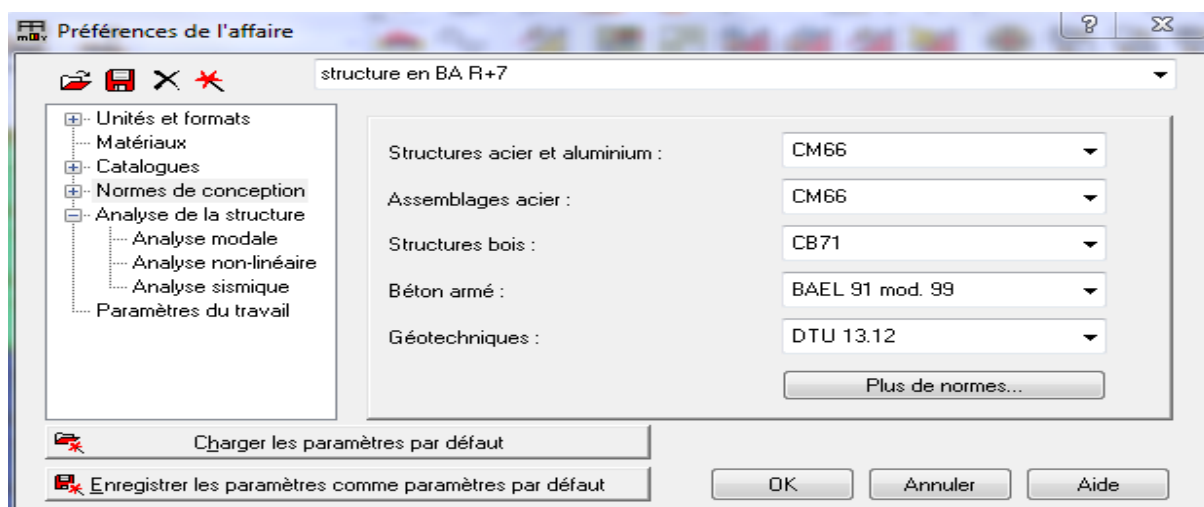 Préférences de l'affaire
structure en BA R+7
Unités et formats
Matériaux
Catalogues
Normes de conception
Analyse de la structure
Analyse modale
Analyse non-linéaire
Analyse sismique
Paramètres du travail
Structures acier et aluminium : CM66
Assemblages acier : CM66
Structures bois : CB71
Béton armé : BAEL 91 mod. 99
Géotechniques : DTU 13.12
Plus de normes...
Charger les paramètres par défaut
Enregistrer les paramètres comme paramètres par défaut
OK Annuler Aide